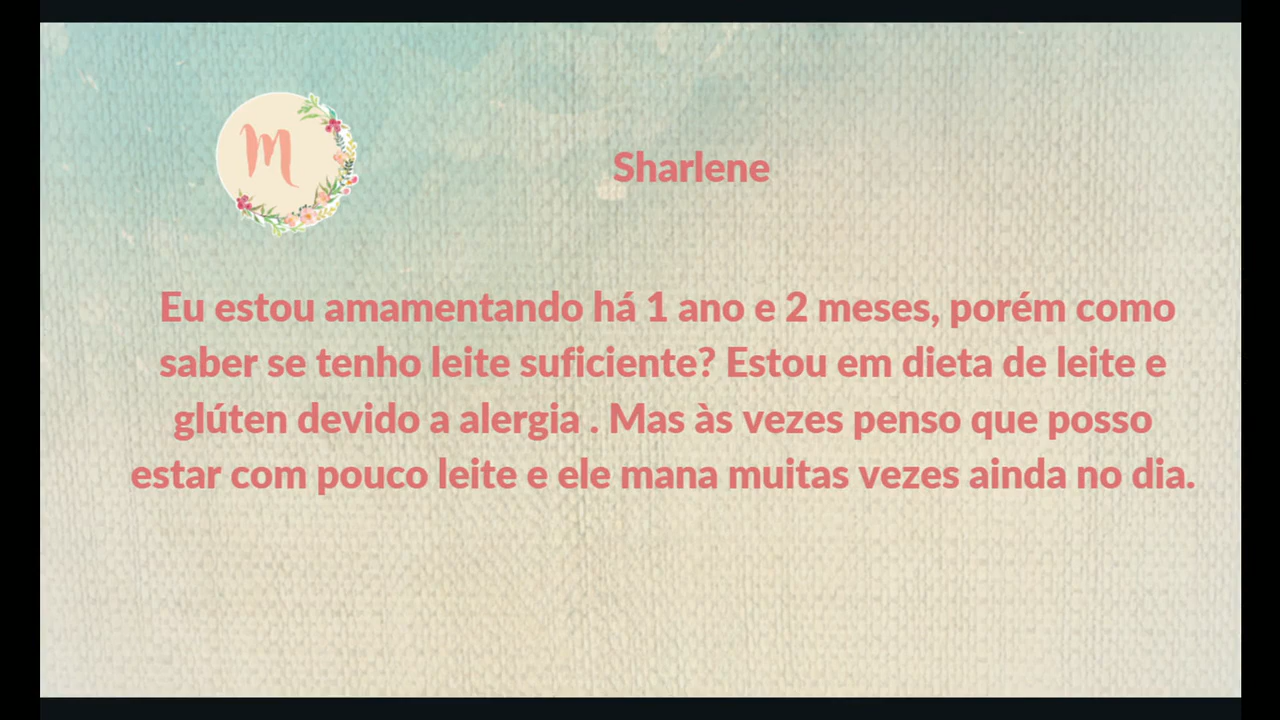 M
Sharlene
Eu estou amamentando há 1 ano e 2 meses, porém como
saber se tenho leite suficiente? Estou em dieta de leite e
glúten devido a alergia . Mas às vezes penso que posso
estar com pouco leite e ele mana muitas vezes ainda no dia.